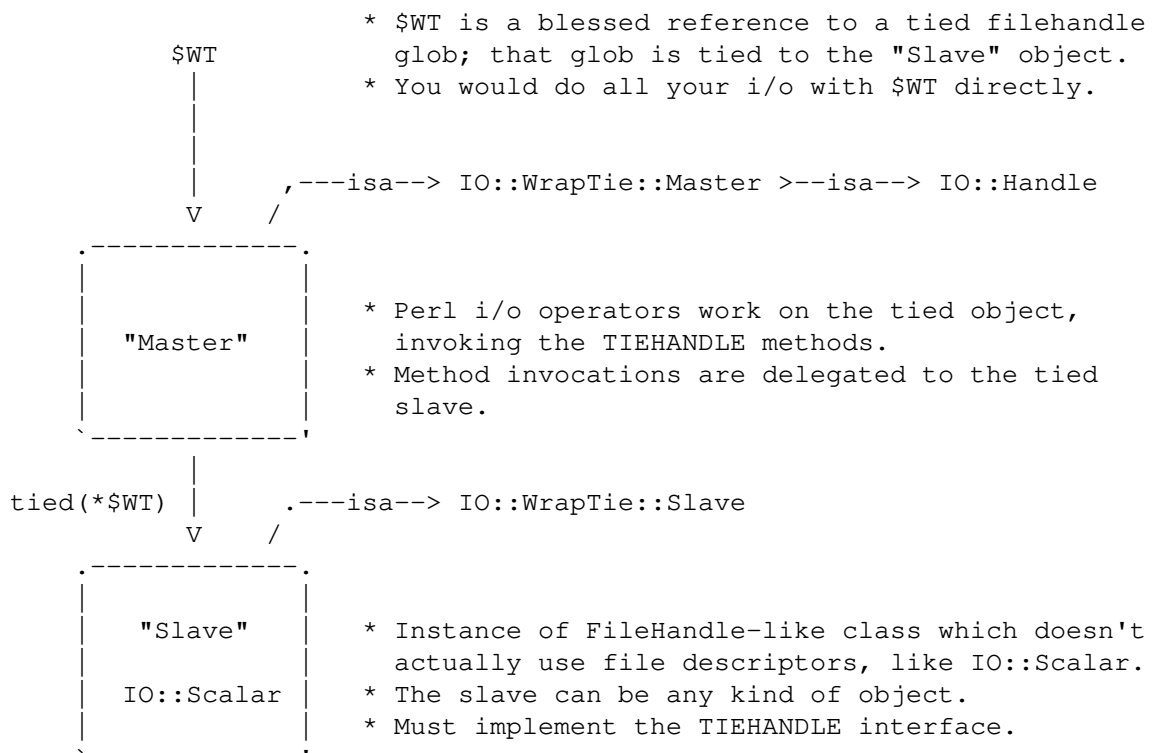 * $WT is a blessed reference to a tied filehandle
$WT glob; that glob is tied to the "Slave" object.
* You would do all your i/o with $WT directly.
,---isa--> IO::WrapTie::Master >--isa--> IO::Handle
V /
.-------------.
* Perl i/o operators work on the tied object,
"Master" invoking the TIEHANDLE methods.
* Method invocations are delegated to the tied
slave.
`-------------'
tied(*$WT) | .---isa--> IO::WrapTie::Slave
V /
.-------------.
"Slave" * Instance of FileHandle-like class which doesn't
actually use file descriptors, like IO::Scalar.
IO::Scalar * The slave can be any kind of object.
* Must implement the TIEHANDLE interface.
`-------------'